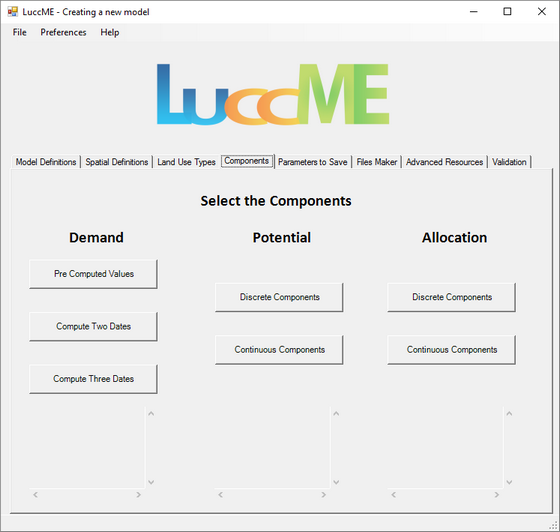 LuccME - Creating a new model
File Preferences Help
LuccME
Model Definitions Spatial Definitions Land Use Types Components Parameters to Save Files Maker Advanced Resources Validation
Select the Components
Demand Potential Allocation
Pre Computed Values
Discrete Components Discrete Components
Compute Two Dates
Continuous Components Continuous Components
Compute Three Dates